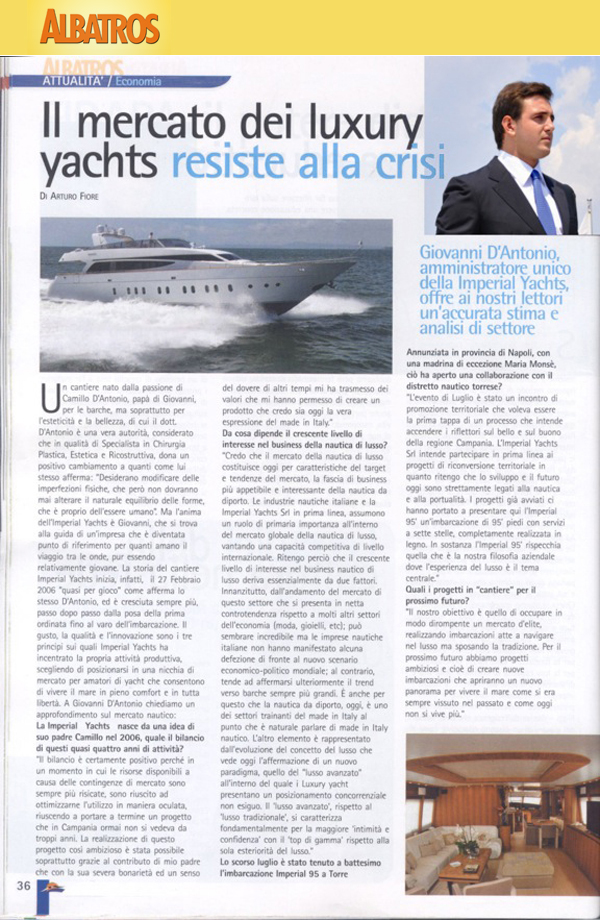 ALBATROS
ALBATROS
ATTUALITA' / Economia
Il mercato dei luxury
yachts resiste alla crisi
DI ARTURO FIORE
Giovanni D'Antonio,
amministratore unico
della Imperial Yachts,
offre ai nostri lettori
un'accurata stima e
analisi di settore
Un cantiere nato dalla passione di
Camillo D'Antonio, papà di Giovanni,
per le barche, ma soprattutto per
l'esteticità e la bellezza, di cui il dott.
D'Antonio è una vera autorità, considerato
che in qualità di Specialista in Chirurgia
Plastica, Estetica e Ricostruttiva, dona un
positivo cambiamento a quanti come lui
stesso afferma: "Desiderano modificare delle
imperfezioni fisiche, che però non dovranno
mai alterare il naturale equilibrio delle forme,
che è proprio dell'essere umano". Ma l'anima
dell'Imperial Yachts è Giovanni, che si trova
alla guida di un'impresa che è diventata
punto di riferimento per quanti amano il
viaggio tra le onde, pur essendo
relativamente giovane. La storia del cantiere
Imperial Yachts inizia, infatti, il 27 Febbraio
2006 "quasi per gioco" come afferma lo
stesso D'Antonio, ed è cresciuta sempre più,
passo dopo passo dalla posa della prima
ordinata fino al varo dell'imbarcazione. Il
gusto, la qualità e l'innovazione sono i tre
principi sui quali Imperial Yachts ha
incentrato la propria attività produttiva,
scegliendo di posizionarsi in una nicchia di
mercato per amatori di yacht che consentono
di vivere il mare in pieno comfort e in tutta
libertà. A Giovanni D'Antonio chiediamo un
approfondimento sul mercato nautico:
La Imperial Yachts nasce da una idea di
suo padre Camillo nel 2006, quale il bilancio
di questi quasi quattro anni di attività?
"Il bilancio è certamente positivo perché in
un momento in cui le risorse disponibili a
causa delle contingenze di mercato sono
sempre più risicate, sono riuscito ad
ottimizzarne l'utilizzo in maniera oculata,
riuscendo a portare a termine un progetto
che in Campania ormai non si vedeva da
troppi anni. La realizzazione di questo
progetto così ambizioso è stata possibile
soprattutto grazie al contributo di mio padre
che con la sua severa bonarietà ed un senso
del dovere di altri tempi mi ha trasmesso dei
valori che mi hanno permesso di creare un
prodotto che credo sia oggi la vera
espressione del made in Italy."
Da cosa dipende il crescente livello di
interesse nel business della nautica di lusso?
"Credo che il mercato della nautica di lusso
costituisce oggi per caratteristiche del target
e tendenze del mercato, la fascia di business
più appetibile e interessante della nautica da
diporto. Le industrie nautiche italiane e la
Imperial Yachts Srl in prima linea, assumono
un ruolo di primaria importanza all'interno
del mercato globale della nautica di lusso,
vantando una capacità competitiva di livello
internazionale. Ritengo perciò che il crescente
livello di interesse nel business nautico di
lusso deriva essenzialmente da due fattori.
Innanzitutto, dall'andamento del mercato di
questo settore che si presenta in netta
controtendenza rispetto a molti altri settori
dell'economia (moda, gioielli, etc); può
sembrare incredibile ma le imprese nautiche
italiane non hanno manifestato alcuna
defezione di fronte al nuovo scenario
economico-politico mondiale; al contrario,
tende ad affermarsi ulteriormente il trend
verso barche sempre più grandi. È anche per
questo che la nautica da diporto, oggi, è uno
dei settori trainanti del made in Italy al
punto che è naturale parlare di made in Italy
nautico. L'altro elemento è rappresentato
dall'evoluzione del concetto del lusso che
vede oggi l'affermazione di un nuovo
paradigma, quello del "lusso avanzato"
all'interno del quale i Luxury yacht
presentano un posizionamento concorrenziale
non esiguo. Il 'lusso avanzato', rispetto al
'lusso tradizionale', si caratterizza
fondamentalmente per la maggiore 'intimità e
confidenza' con il 'top di gamma' rispetto alla
sola esteriorità del lusso."
Lo scorso luglio è stato tenuto a battesimo
l'imbarcazione Imperial 95 a Torre
Annunziata in provincia di Napoli, con
una madrina di eccezione Maria Monsè,
ciò ha aperto una collaborazione con il
distretto nautico torrese?
"L'evento di Luglio è stato un incontro di
promozione territoriale che voleva essere
la prima tappa di un processo che intende
accendere i riflettori sul bello e sul buono
della regione Campania. L'Imperial Yachts
Srl intende partecipare in prima linea ai
progetti di riconversione territoriale in
quanto ritengo che lo sviluppo e il futuro
oggi sono strettamente legati alla nautica
e alla portualità. I progetti già avviati ci
hanno portato a presentare qui l'Imperial
95' un'imbarcazione di 95' piedi con servizi
a sette stelle, completamente realizzata in
legno. In sostanza l'Imperial 95' rispecchia
quella che è la nostra filosofia aziendale
dove l'esperienza del lusso è il tema
centrale."
Quali i progetti in "cantiere" per il
prossimo futuro?
"Il nostro obiettivo è quello di occupare in
modo dirompente un mercato d'elite,
realizzando imbarcazioni atte a navigare
nel lusso ma sposando la tradizione. Per il
prossimo futuro abbiamo progetti
ambiziosi e cioè di creare nuove
imbarcazioni che apriranno un nuovo
panorama per vivere il mare come si era
sempre vissuto nel passato e come oggi
non si vive più."
36